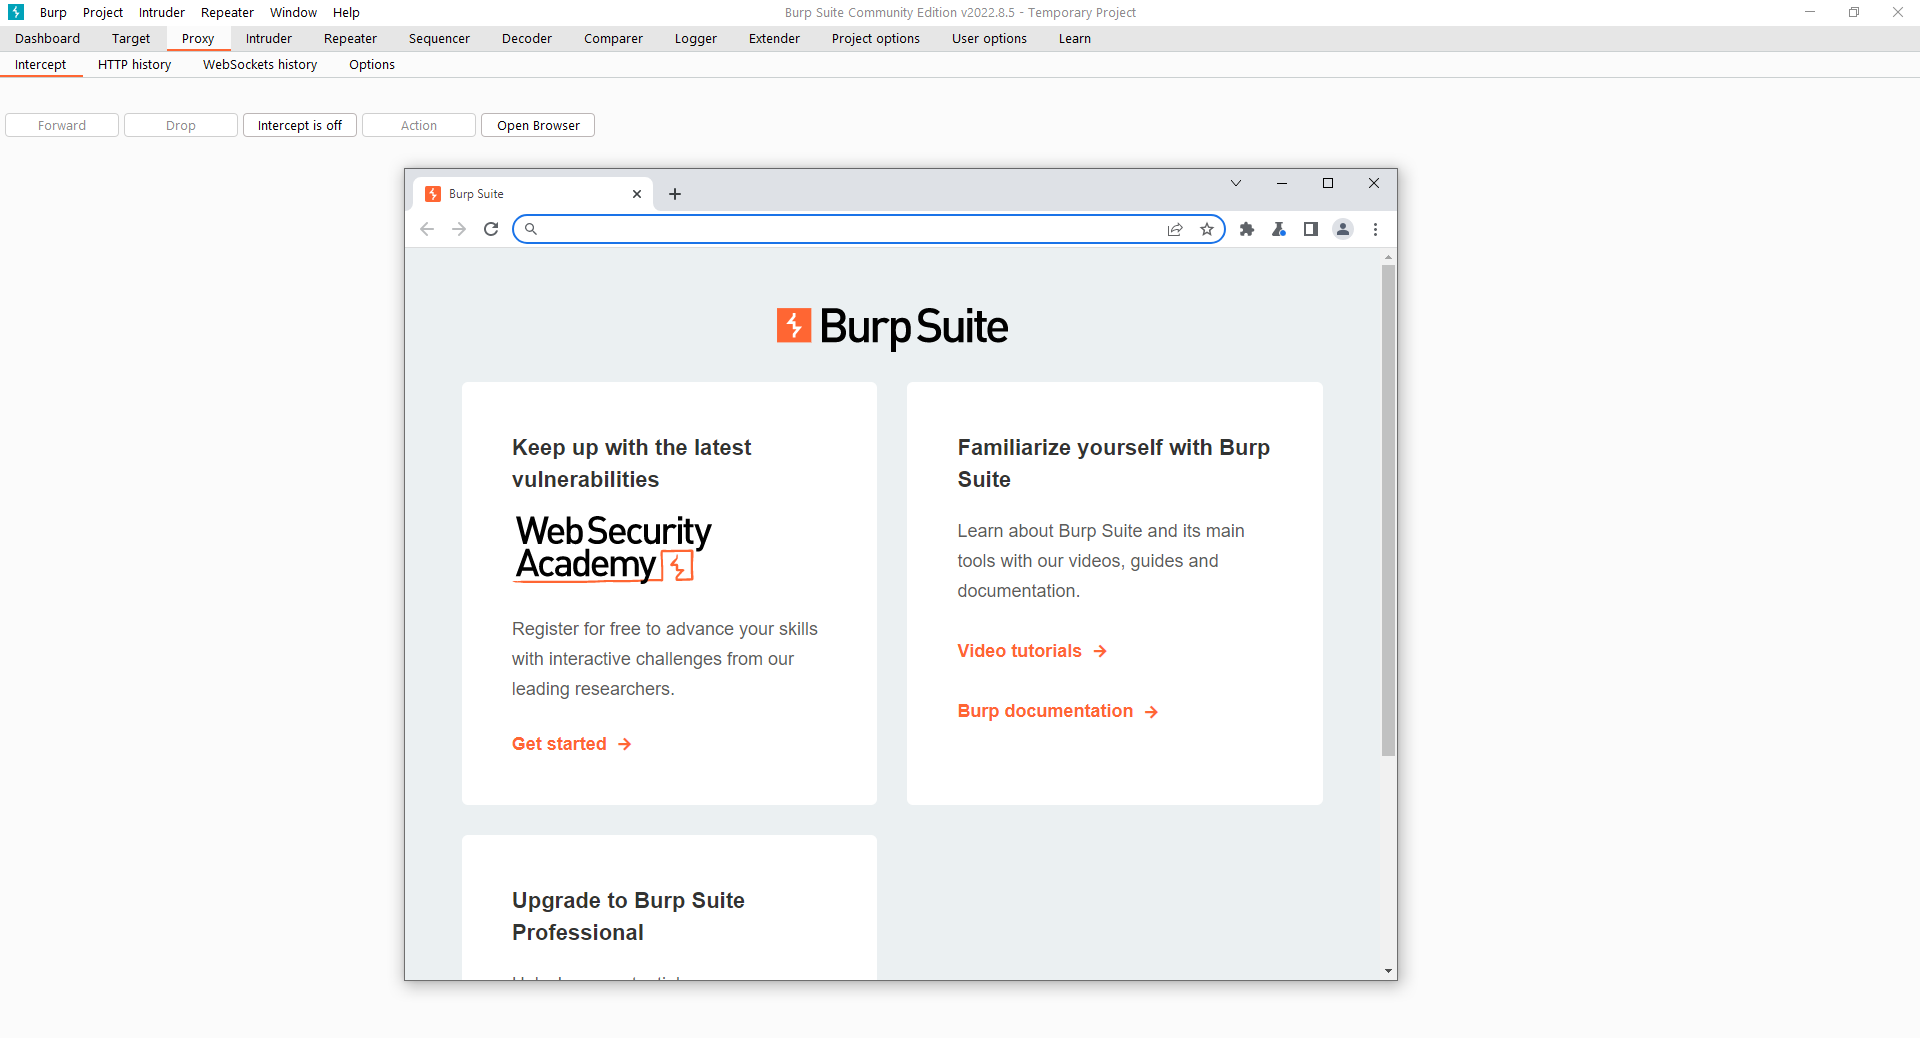 Burp Project Intruder Repeater Window Help
Burp Suite Community Edition v2022.8.5 - Temporary Project
Dashboard Target Proxy Intruder Repeater Sequencer Decoder Comparer Logger Extender Project options User options Learn
Intercept HTTP history WebSockets history Options
Forward Drop Intercept is off Action Open Browser
Burp Suite
Burp Suite
Keep up with the latest
vulnerabilities
Web Security
Academy
Register for free to advance your skills
with interactive challenges from our
leading researchers.
Get started
Familiarize yourself with Burp
Suite
Learn about Burp Suite and its main
tools with our videos, guides and
documentation.
Video tutorials
Burp documentation
Upgrade to Burp Suite
Professional